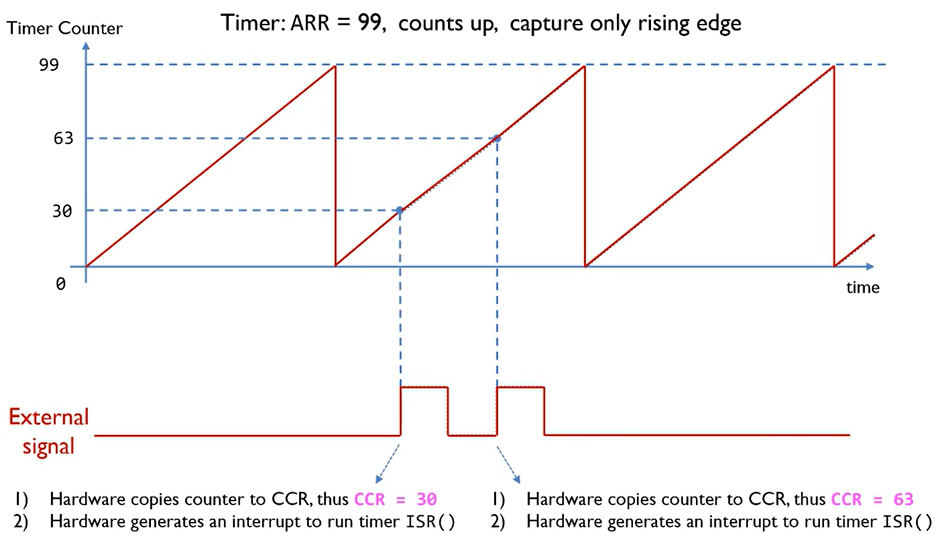 Timer: ARR = 99, counts up, capture only rising edge
Timer Counter
99
63
30
0
time
External
signal
1) Hardware copies counter to CCR, thus CCR = 30
2) Hardware generates an interrupt to run timer ISR()
1) Hardware copies counter to CCR, thus CCR = 63
2) Hardware generates an interrupt to run timer ISR()